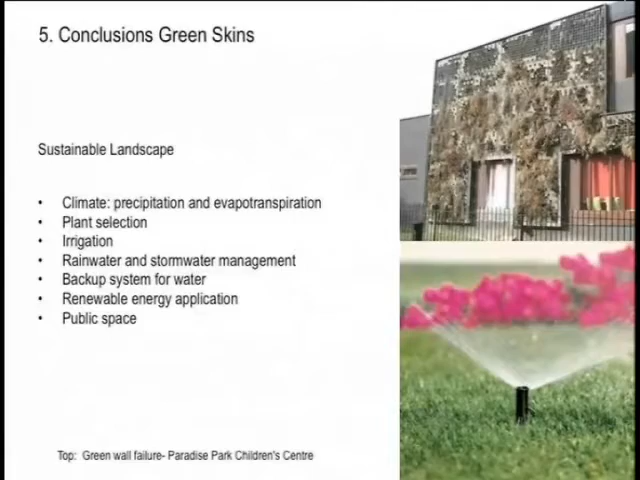 5. Conclusions Green Skins
Sustainable Landscape
• Climate: precipitation and evapotranspiration
• Plant selection
• Irrigation
• Rainwater and stormwater management
• Backup system for water
• Renewable energy application
• Public space
Top: Green wall failure- Paradise Park Children's Centre